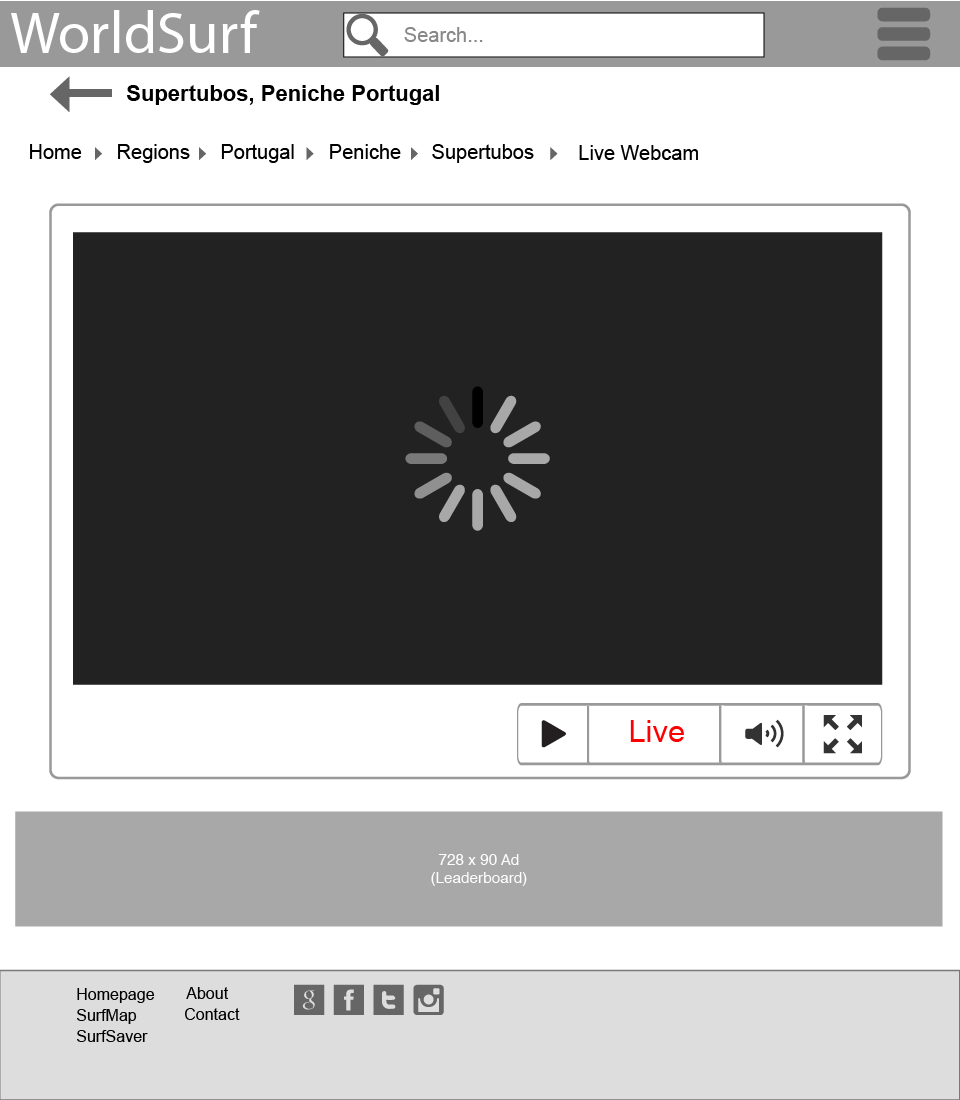 WorldSurf
Search...
Supertubos, Peniche Portugal
Home Regions Portugal Peniche Supertubos Live Webcam
Live
728 x 90 Ad
(Leaderboard)
Homepage About
SurfMap Contact
SurfSaver